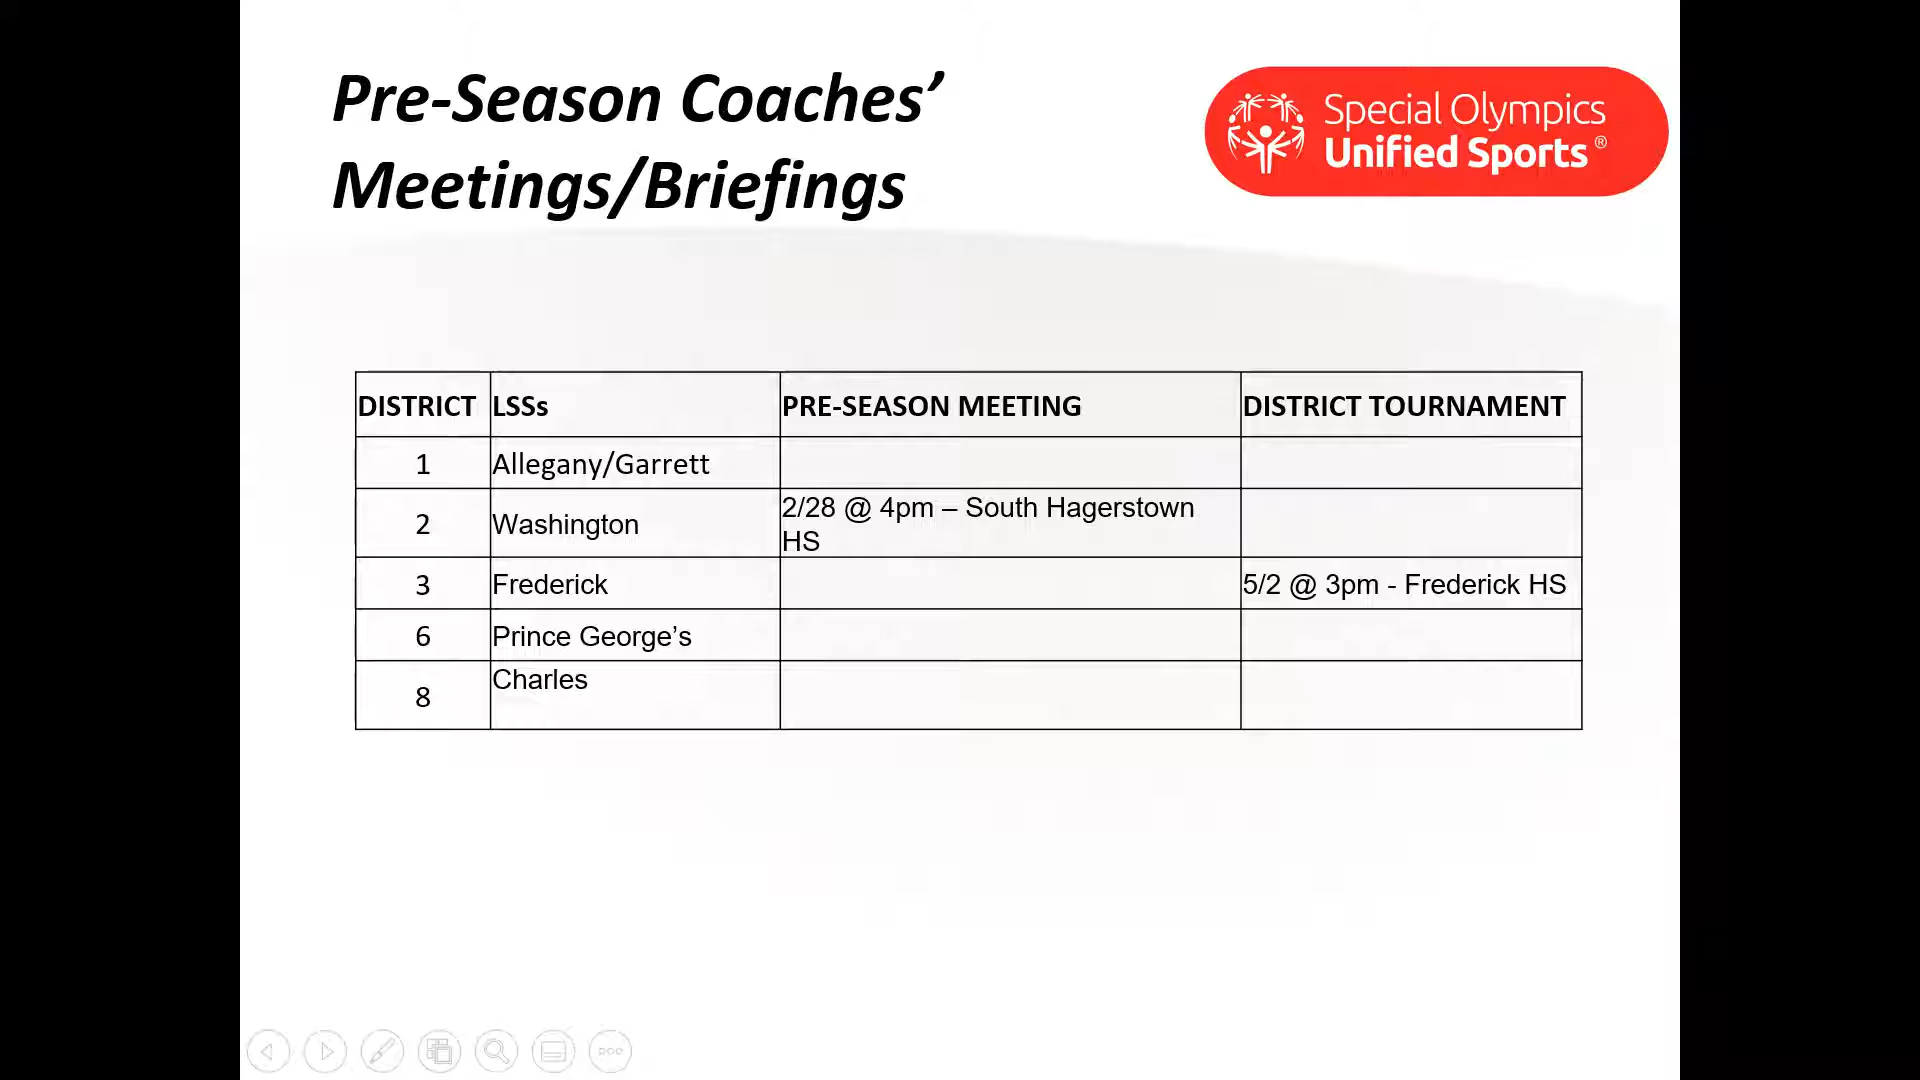 Pre-Season Coaches’
Meetings/Briefings
Special Olympics
Unified Sports ®
DISTRICT LSSs PRE-SEASON MEETING DISTRICT TOURNAMENT
1 Allegany/Garrett
2 Washington 2/28 @ 4pm – South Hagerstown
HS
3 Frederick 5/2 @ 3pm - Frederick HS
6 Prince George’s
8 Charles